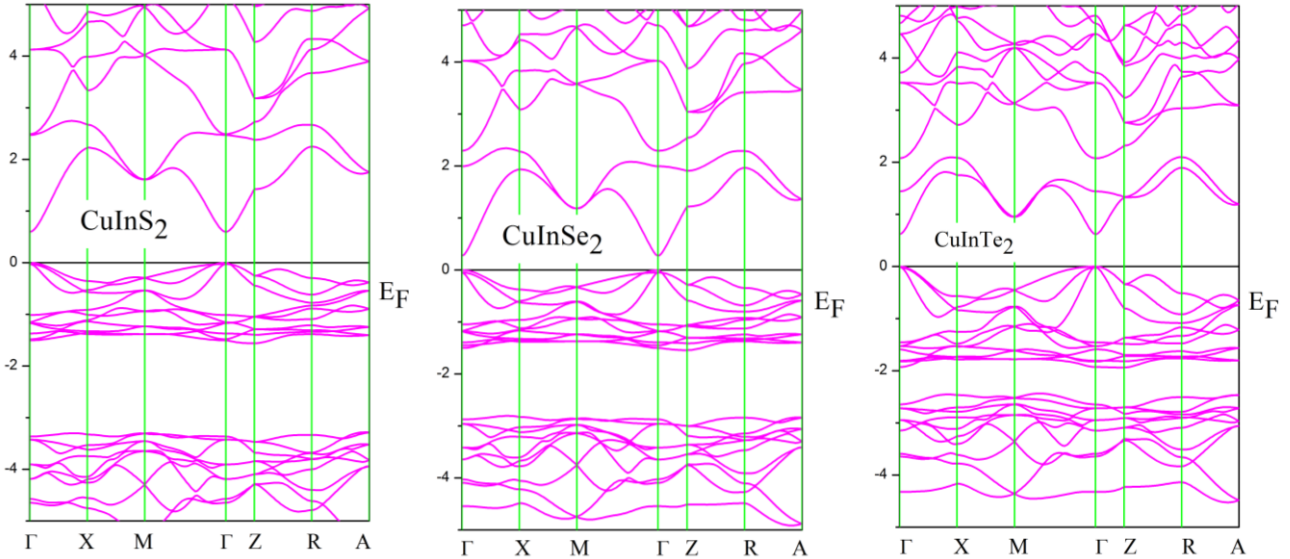 4
2
0
-2
-4
CuInS2
EF
Γ X M Γ Z R A
4
2
0
-2
-4
CuInSe2
EF
Γ X M Γ Z R A
4
2
0
-2
-4
CuInTe2
EF
Γ X M Γ Z R A